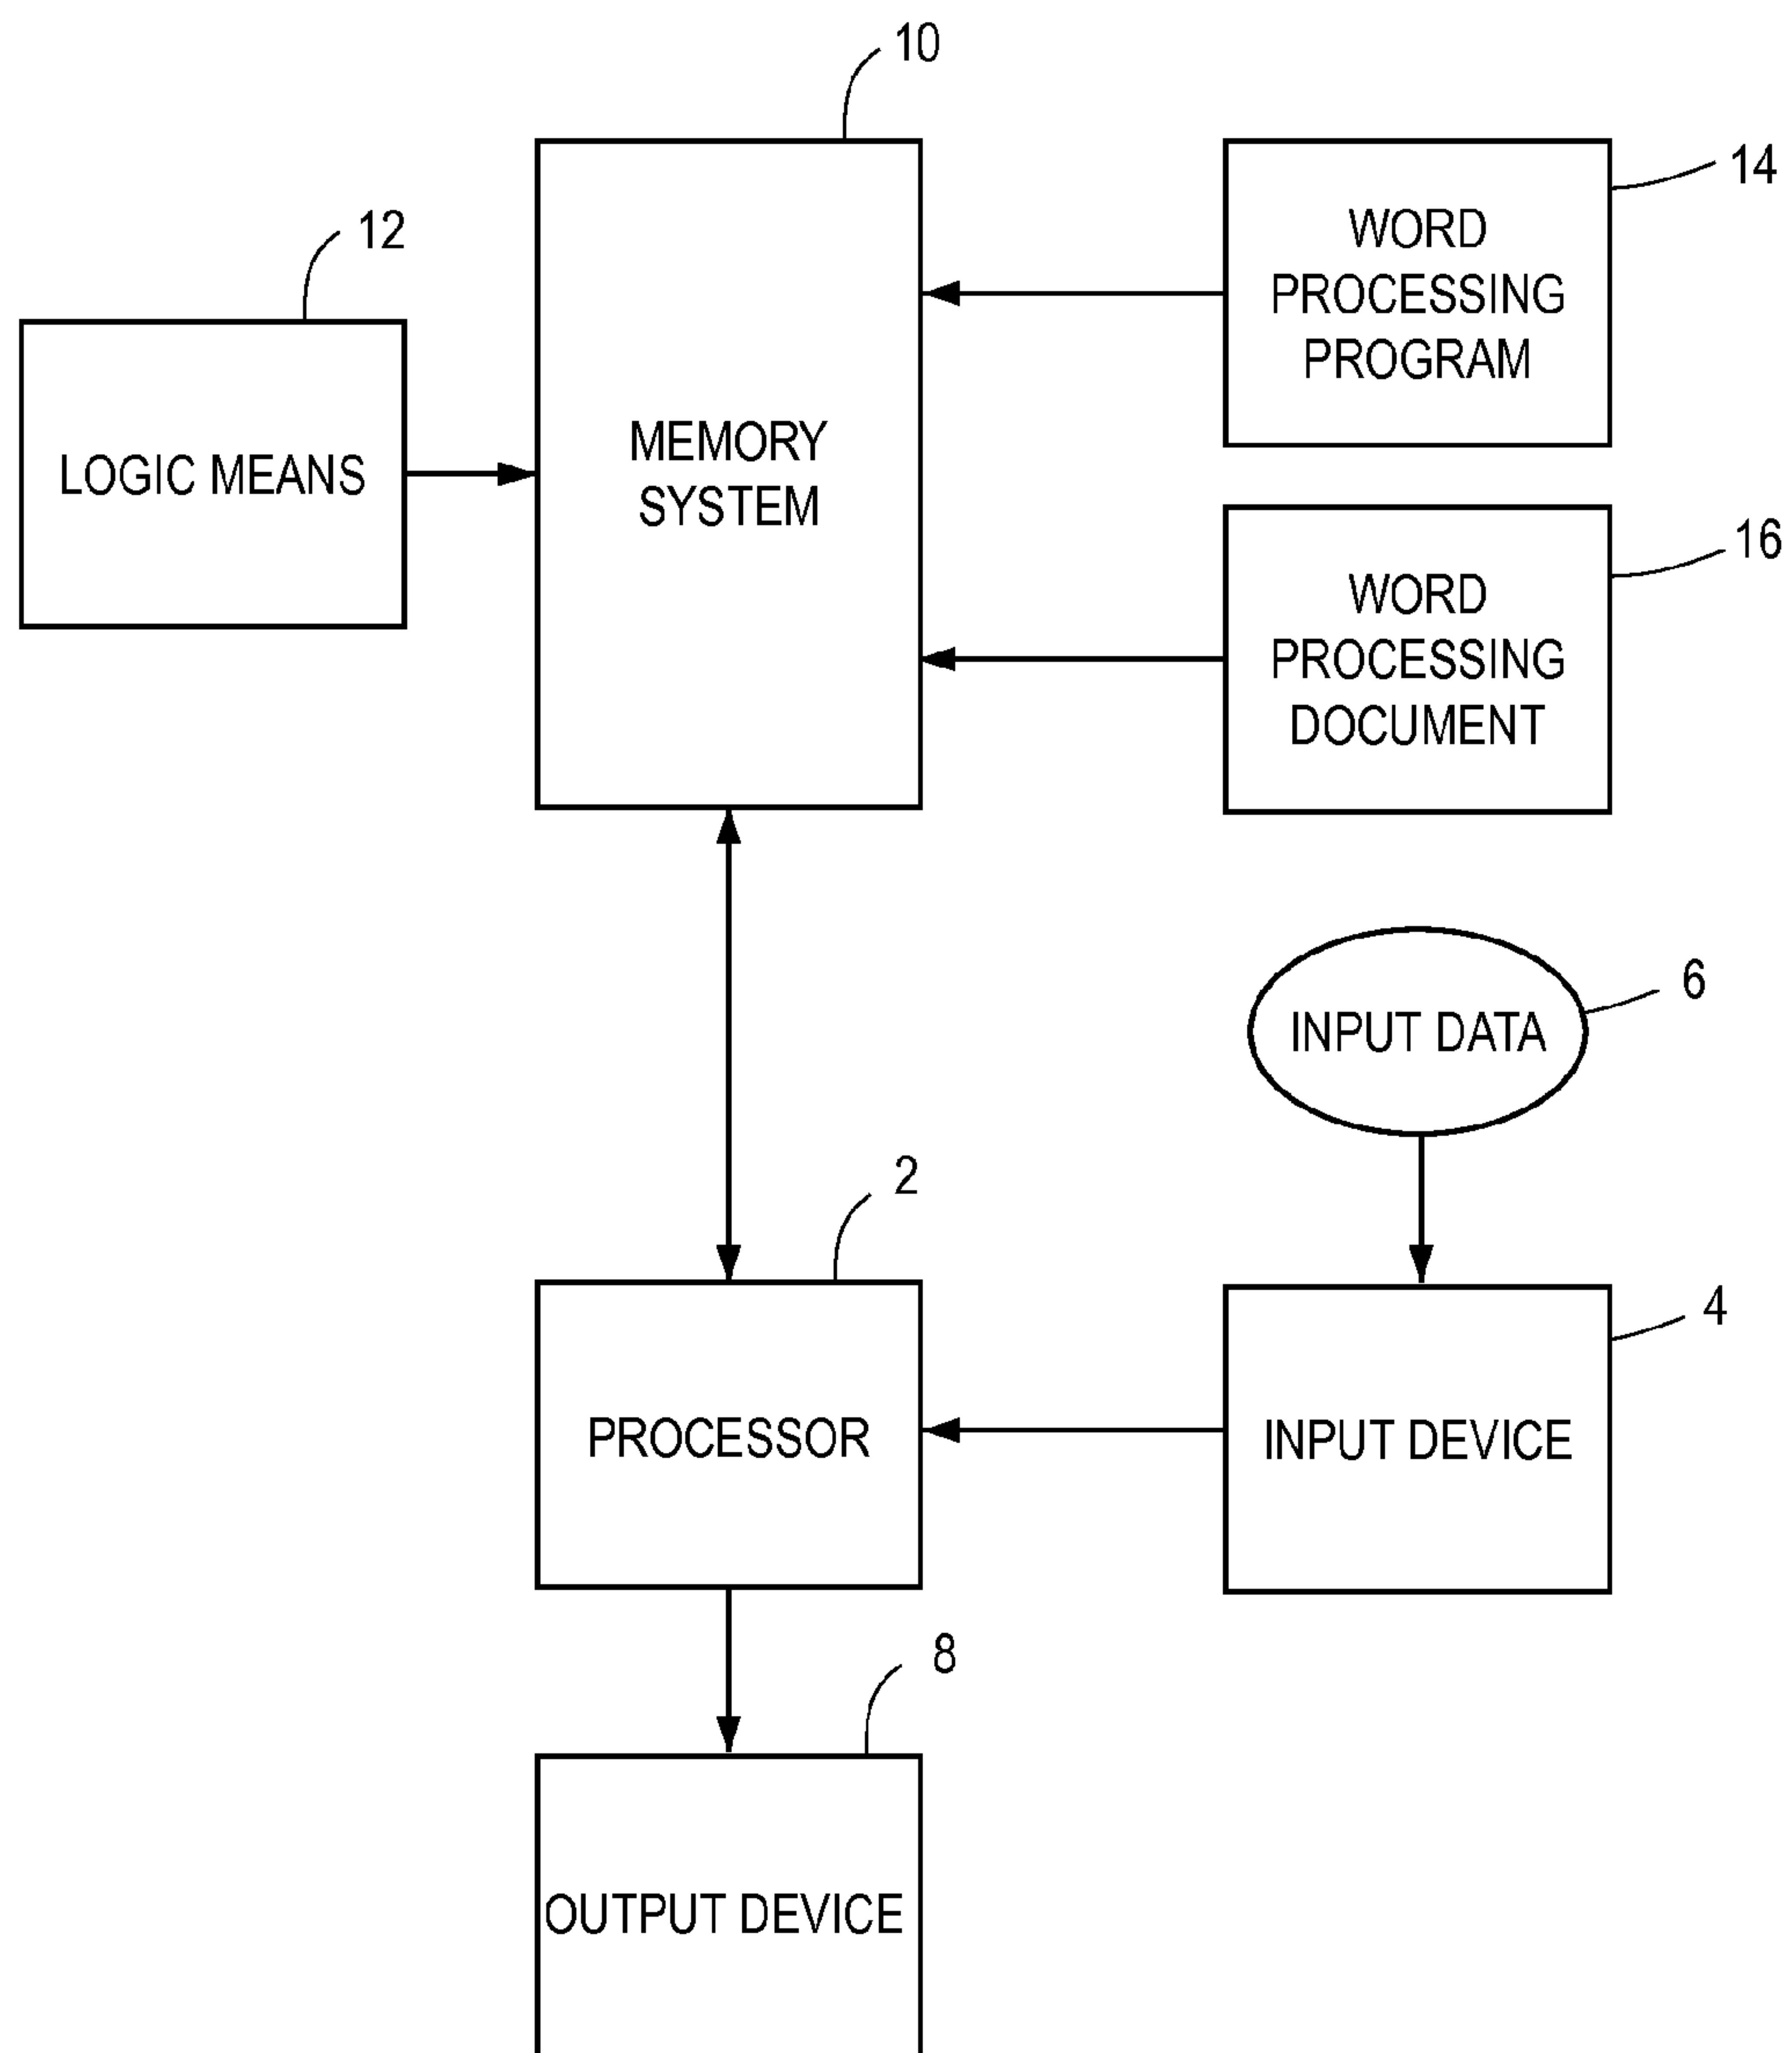 10
14
WORD
PROCESSING
PROGRAM
12
LOGIC MEANS
MEMORY
SYSTEM
16
WORD
PROCESSING
DOCUMENT
6
INPUT DATA
2
4
PROCESSOR
INPUT DEVICE
8
OUTPUT DEVICE